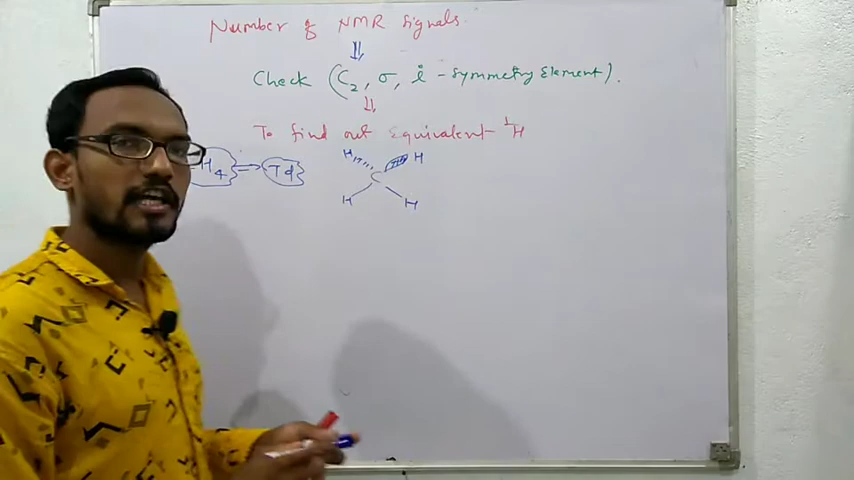 Number of NMR signals.
⇓
Check (C₂, σ, i - Symmetry Element).
⇓
To find out Equivalent ¹H
H₄ ⇒ Td
H H
C
H H